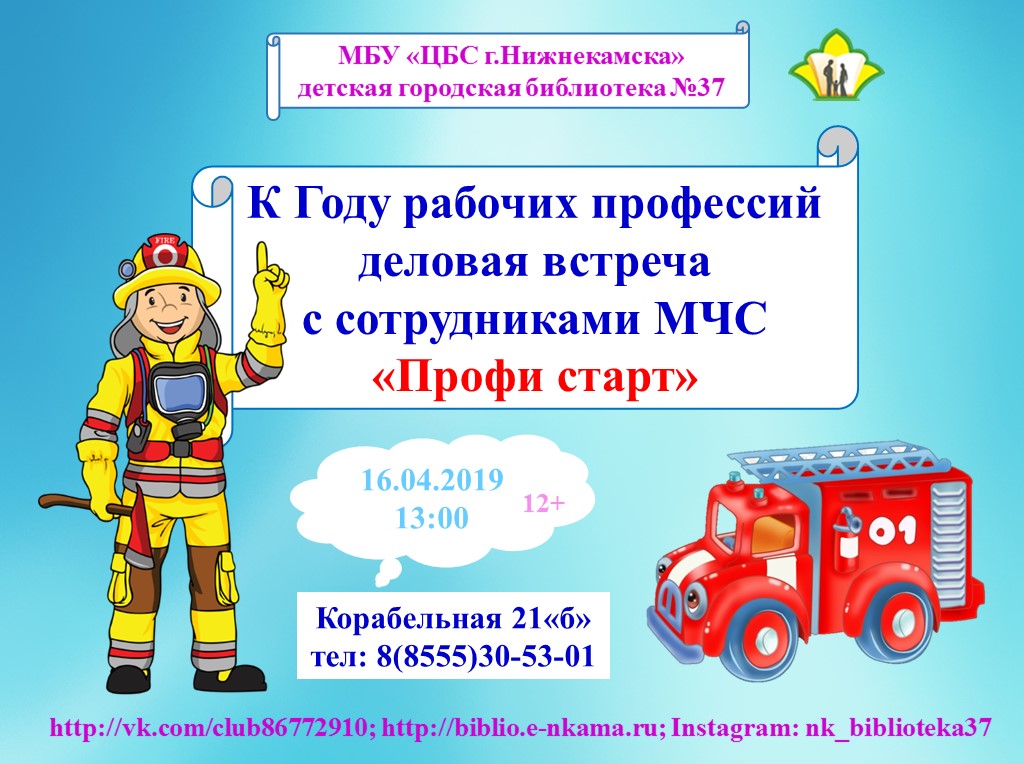 МБУ «ЦБС г.Нижнекамска»
детская городская библиотека №37
К Году рабочих профессий
деловая встреча
с сотрудниками МЧС
«Профи старт»
FIRE
16.04.2019
13:00
12+
01
Корабельная 21«б»
тел: 8(8555)30-53-01
http://vk.com/club86772910; http://biblio.e-nkama.ru; Instagram: nk_biblioteka37